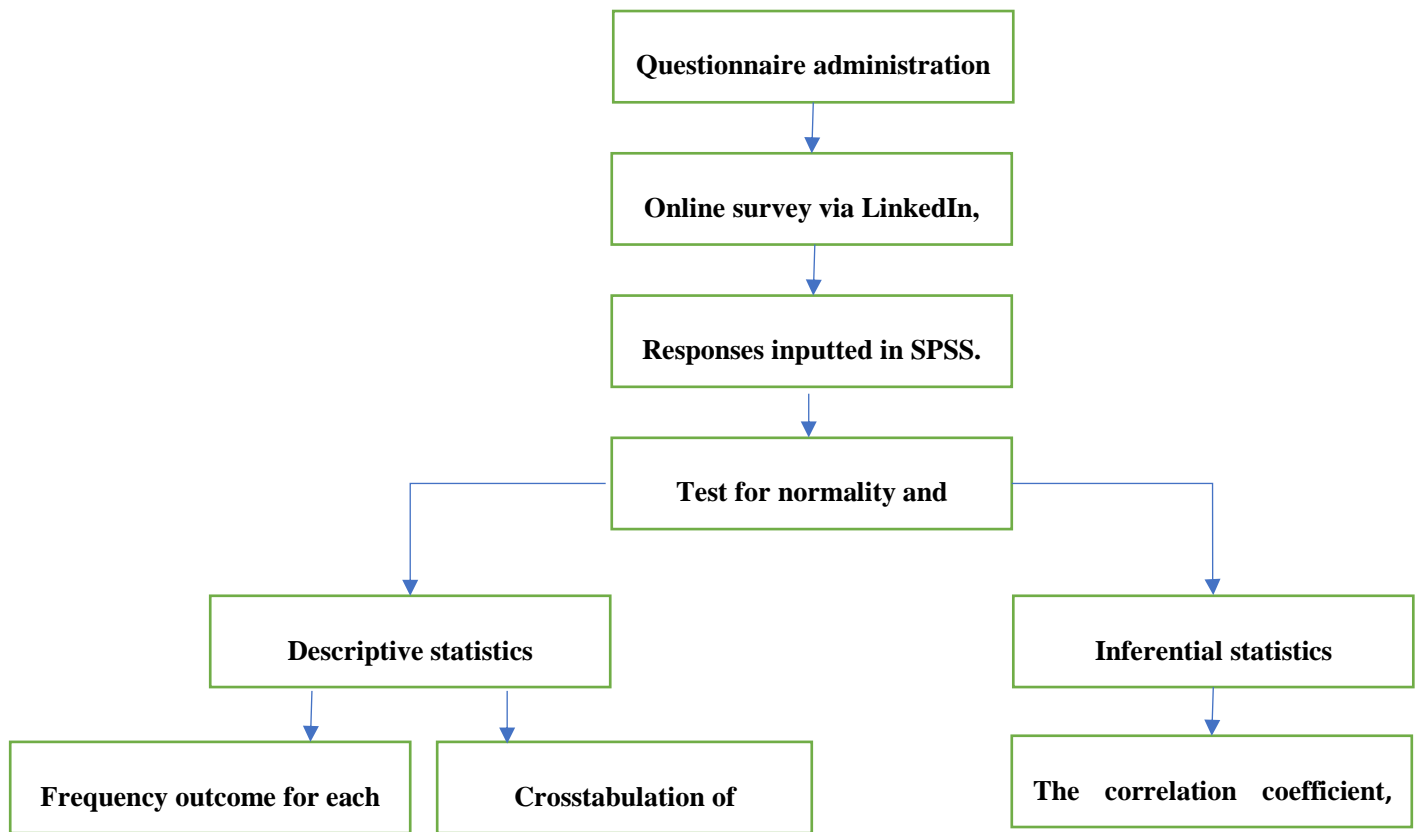 Questionnaire administration
Online survey via LinkedIn,
Responses inputted in SPSS.
Test for normality and
Descriptive statistics
Inferential statistics
Frequency outcome for each
Crosstabulation of
The correlation coefficient,